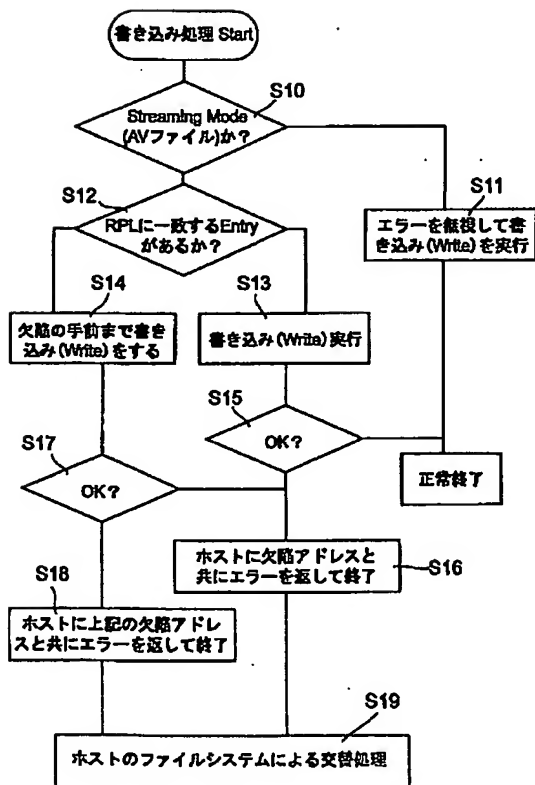 書き込み処理 Start
S10
Streaming Mode
(AVファイル)か？
S12
RPLに一致するEntry
があるか？
S11
エラーを無視して書
き込み(Write)を実行
S14
欠陥の手前まで書き
込み(Write)をする
S13
書き込み(Write)実行
S15
OK？
S17
OK？
正常終了
ホストに欠陥アドレスと
共にエラーを返して終了
S16
S18
ホストに上記の欠陥アドレ
スと共にエラーを返して終了
S19
ホストのファイルシステムによる交替処理